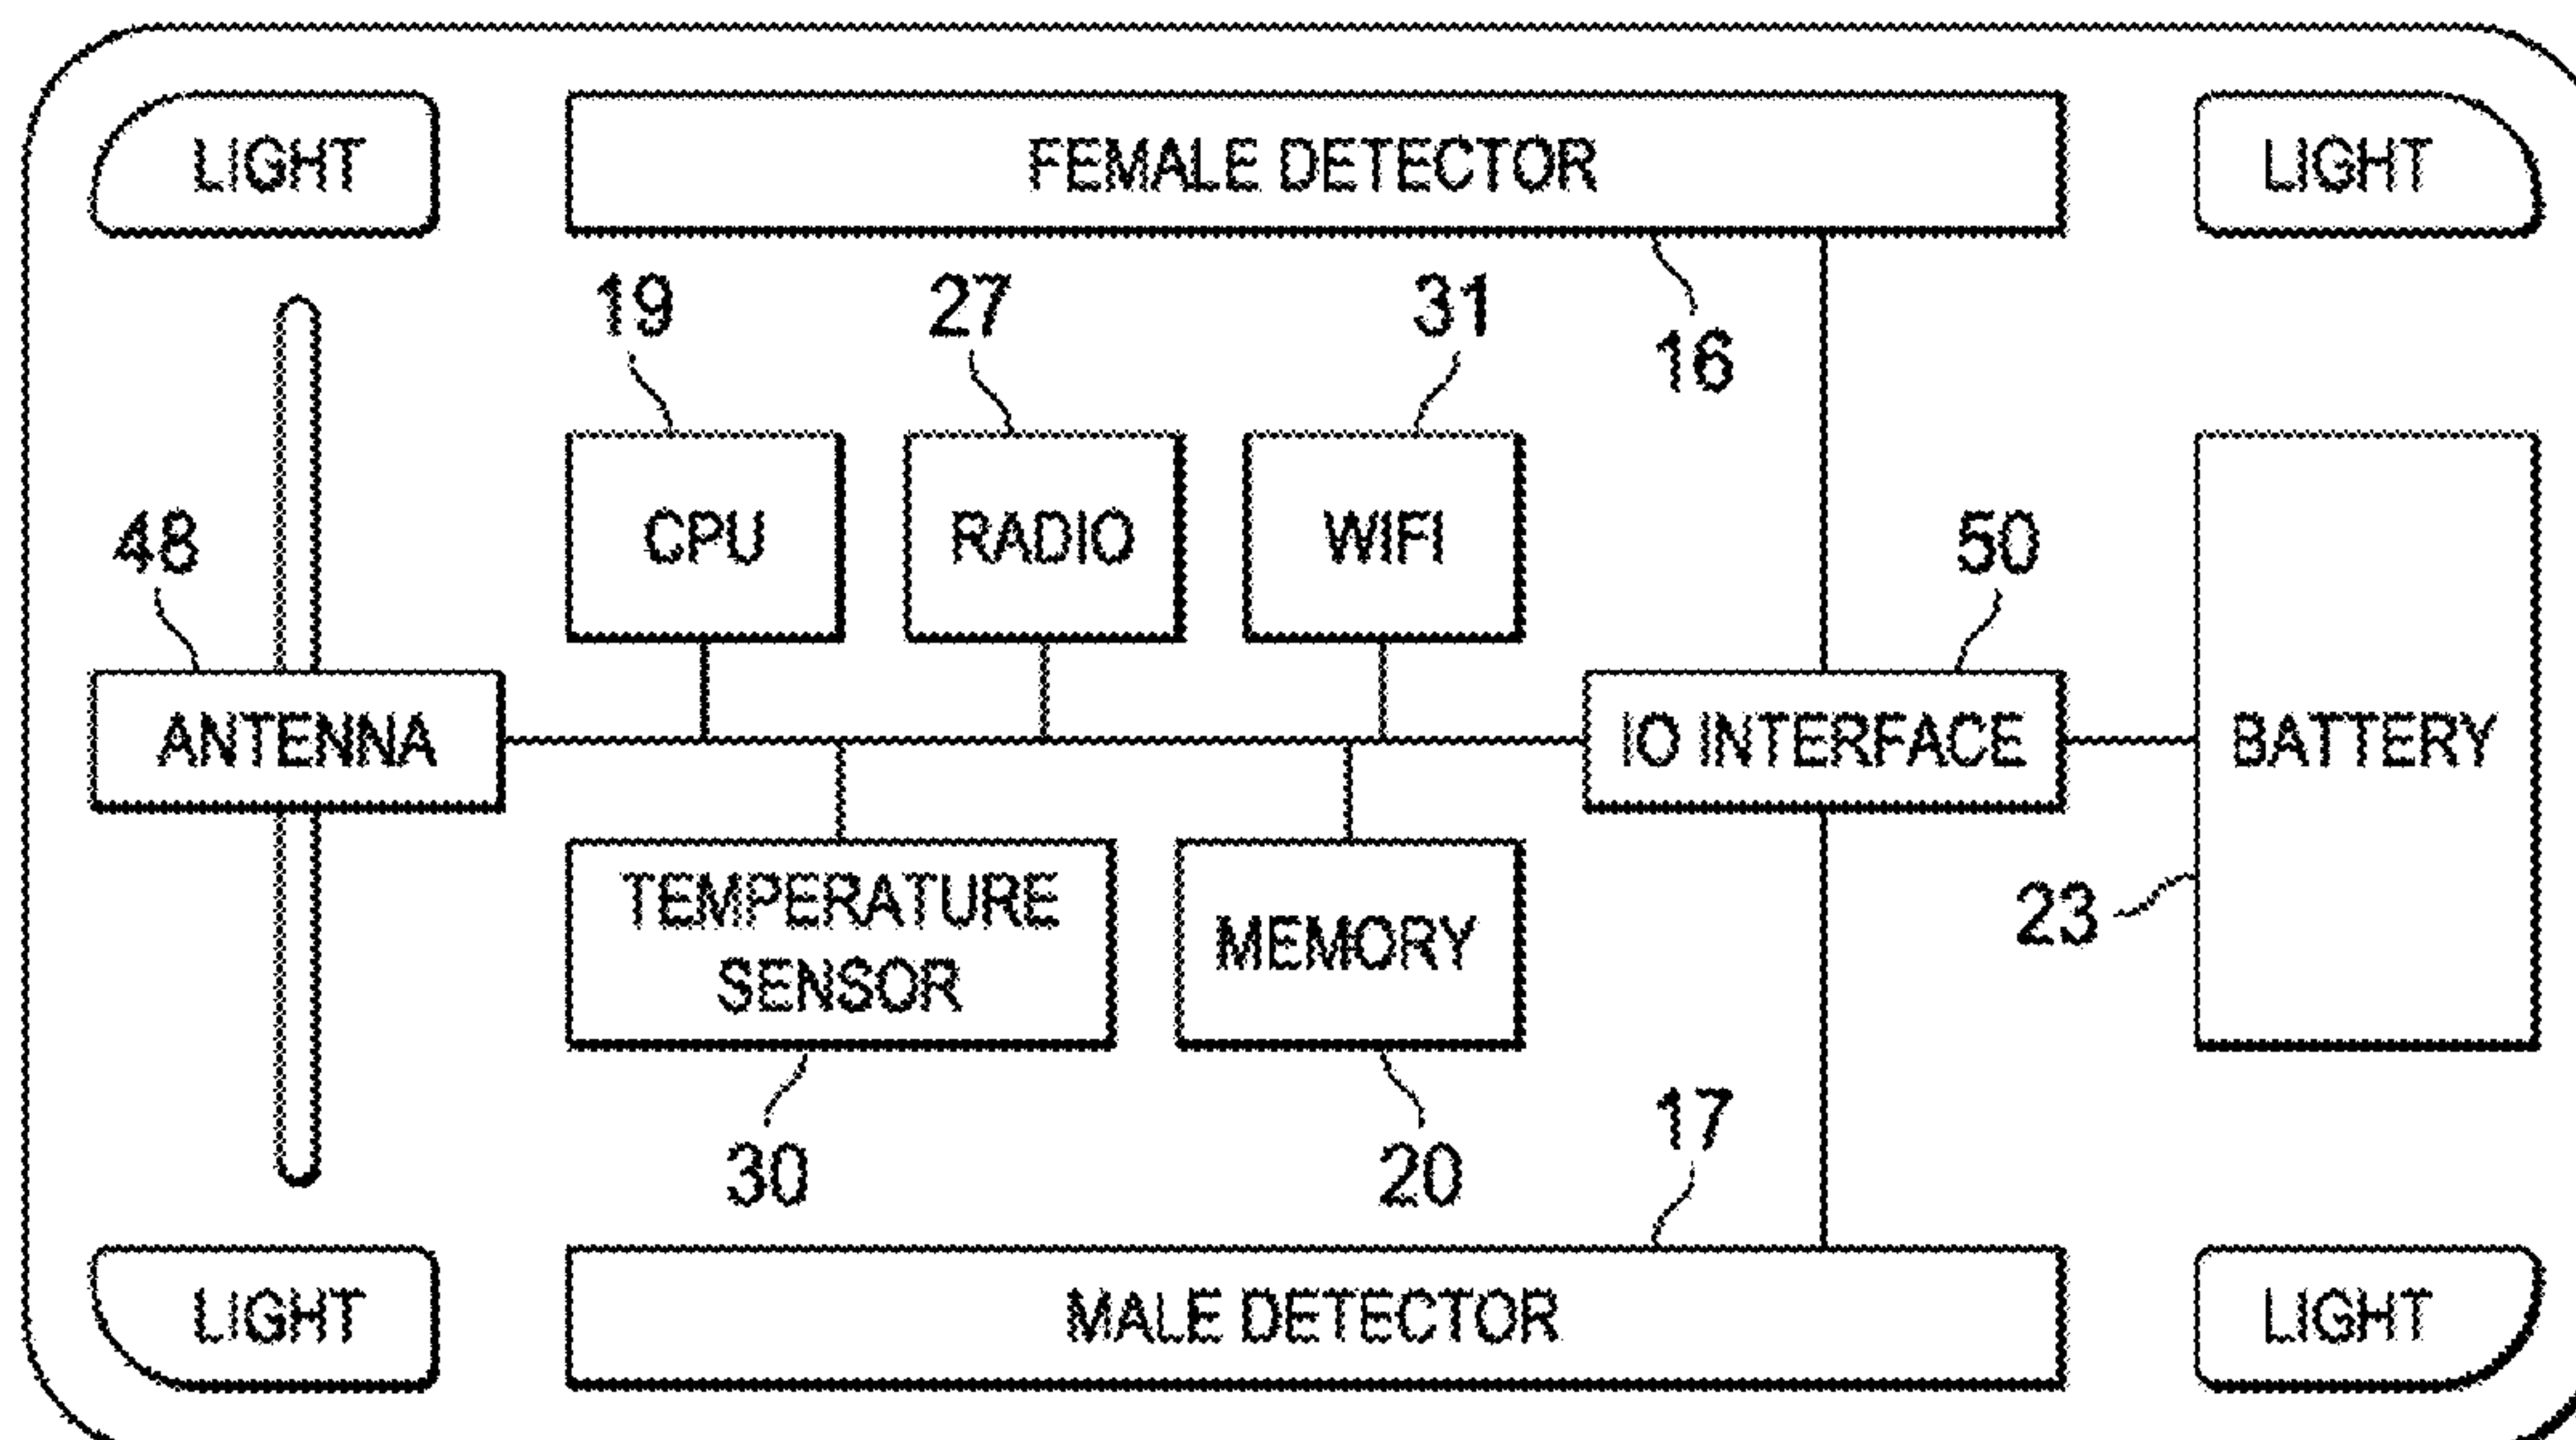 LIGHT
FEMALE DETECTOR
LIGHT
19
27
31
16
48
CPU
RADIO
WIFI
50
ANTENNA
IO INTERFACE
BATTERY
TEMPERATURE
SENSOR
MEMORY
23
30
20
17
LIGHT
MALE DETECTOR
LIGHT